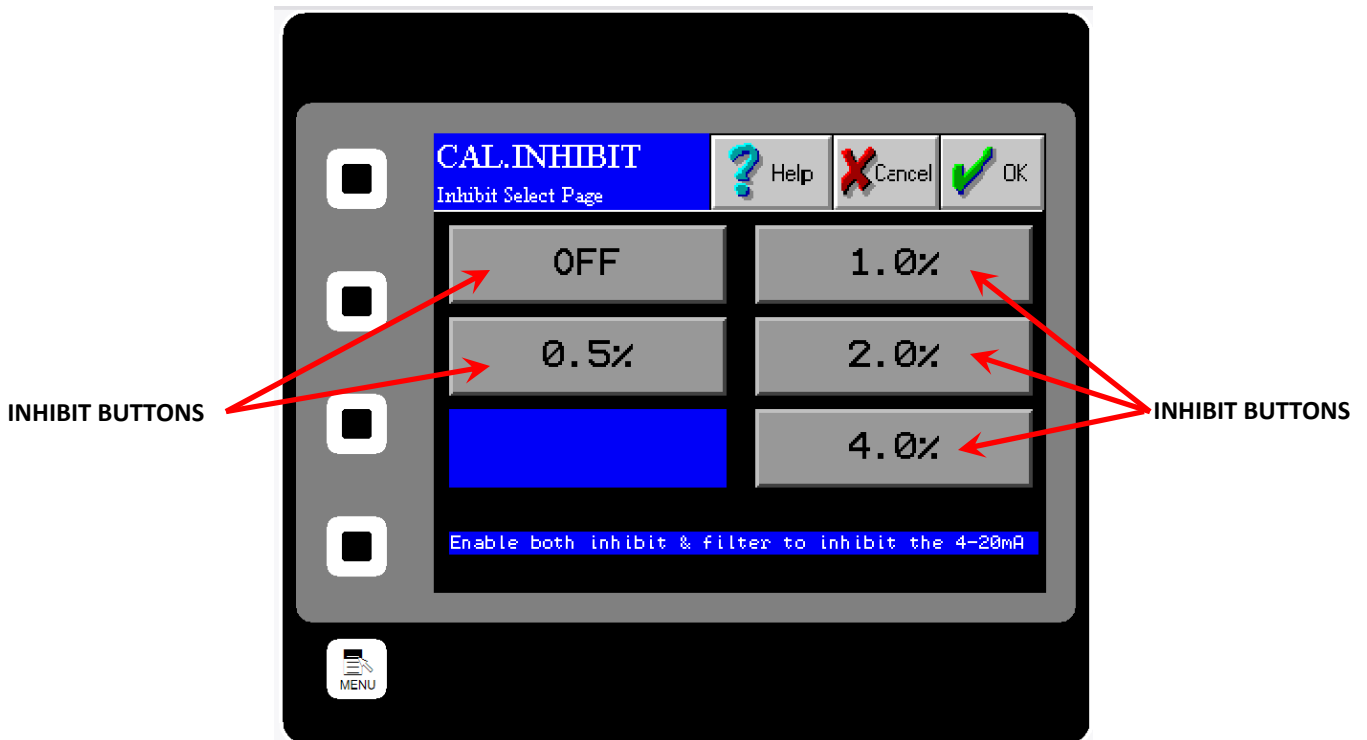 CAL.INHIBIT
Inhibit Select Page
Help
Cancel
OK
OFF
1.0%
0.5%
2.0%
INHIBIT BUTTONS
INHIBIT BUTTONS
4.0%
Enable both inhibit & filter to inhibit the 4-20mA
MENU